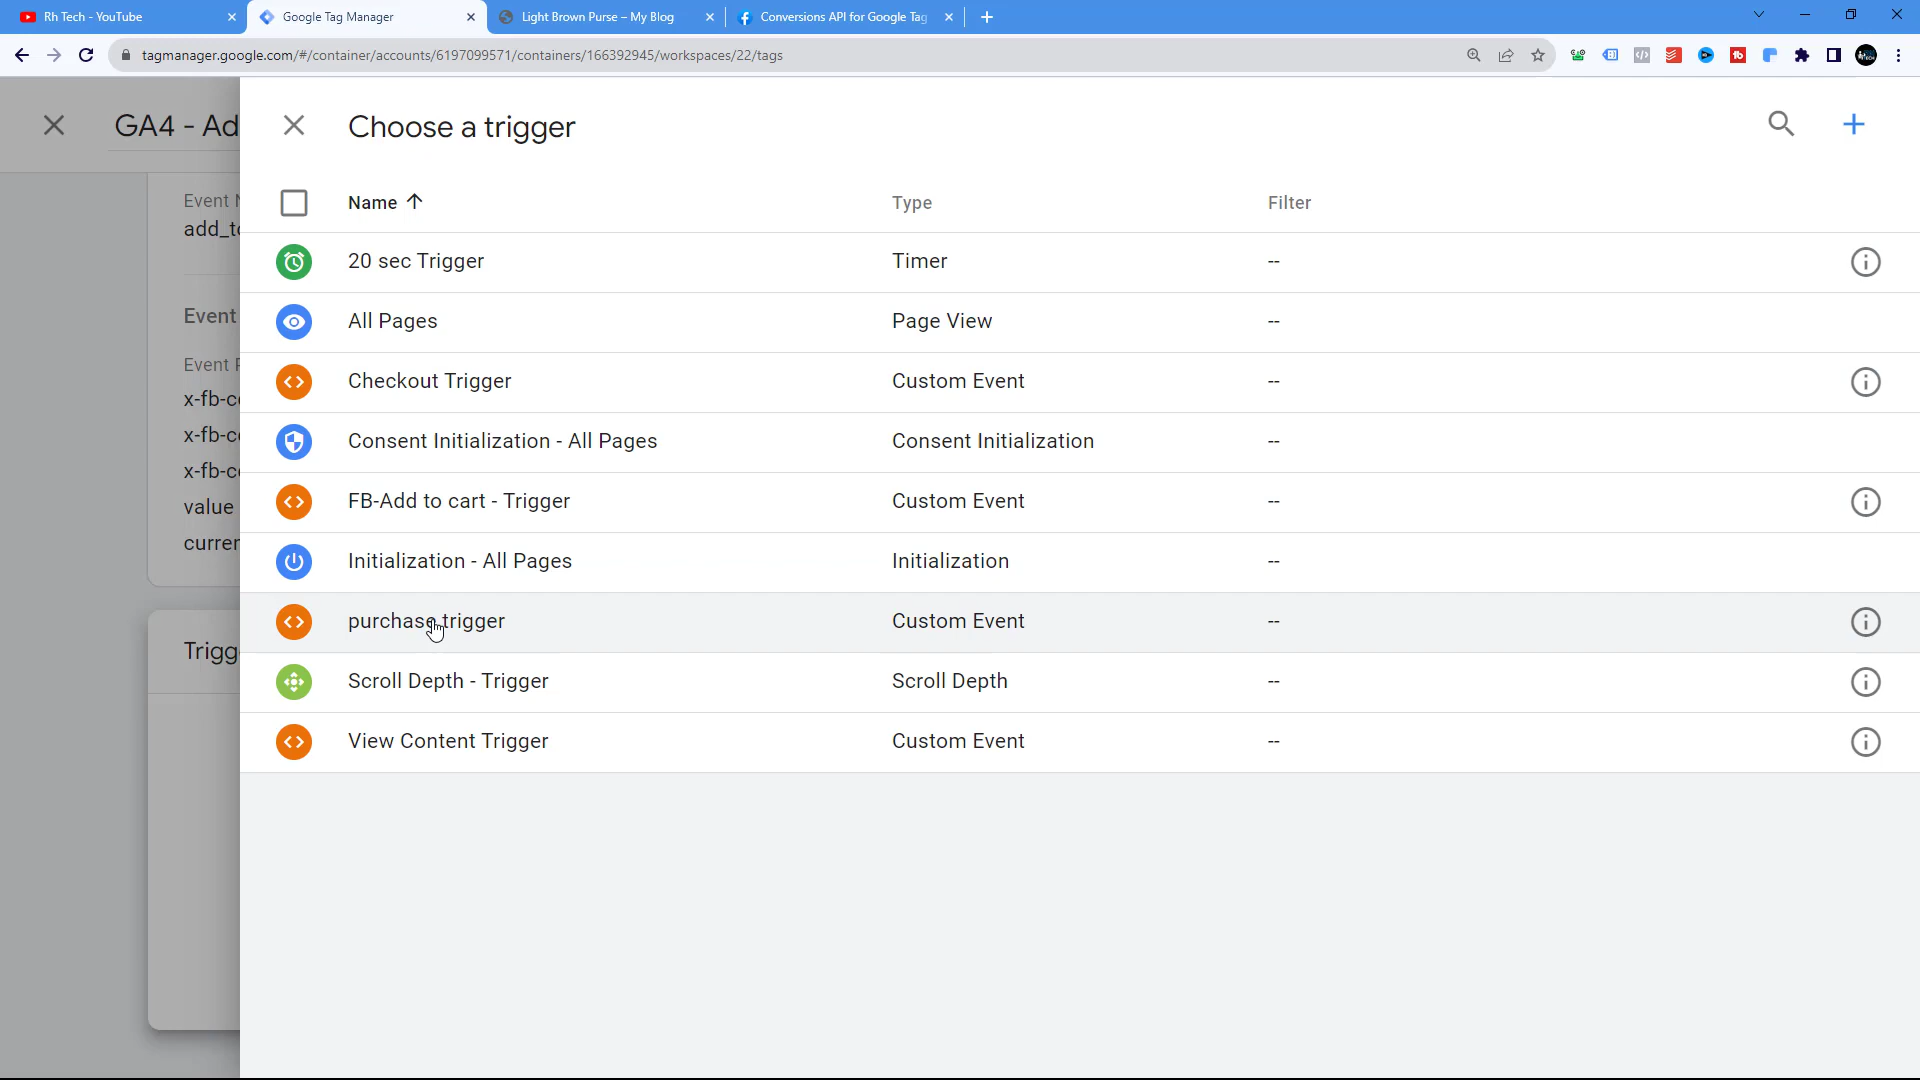 Rh Tech - YouTube
Google Tag Manager
Light Brown Purse – My Blog
Conversions API for Google Tag
tagmanager.google.com/#/container/accounts/6197099571/containers/166392945/workspaces/22/tags
GA4 - Ad
Choose a trigger
Name
Type
Filter
Event
add_to
20 sec Trigger
Timer
--
Event
All Pages
Page View
--
Event
x-fb-c
Checkout Trigger
Custom Event
--
x-fb-c
Consent Initialization - All Pages
Consent Initialization
--
x-fb-c
value
FB-Add to cart - Trigger
Custom Event
--
curren
Initialization - All Pages
Initialization
--
purchase trigger
Custom Event
--
Trigg
Scroll Depth - Trigger
Scroll Depth
--
View Content Trigger
Custom Event
--